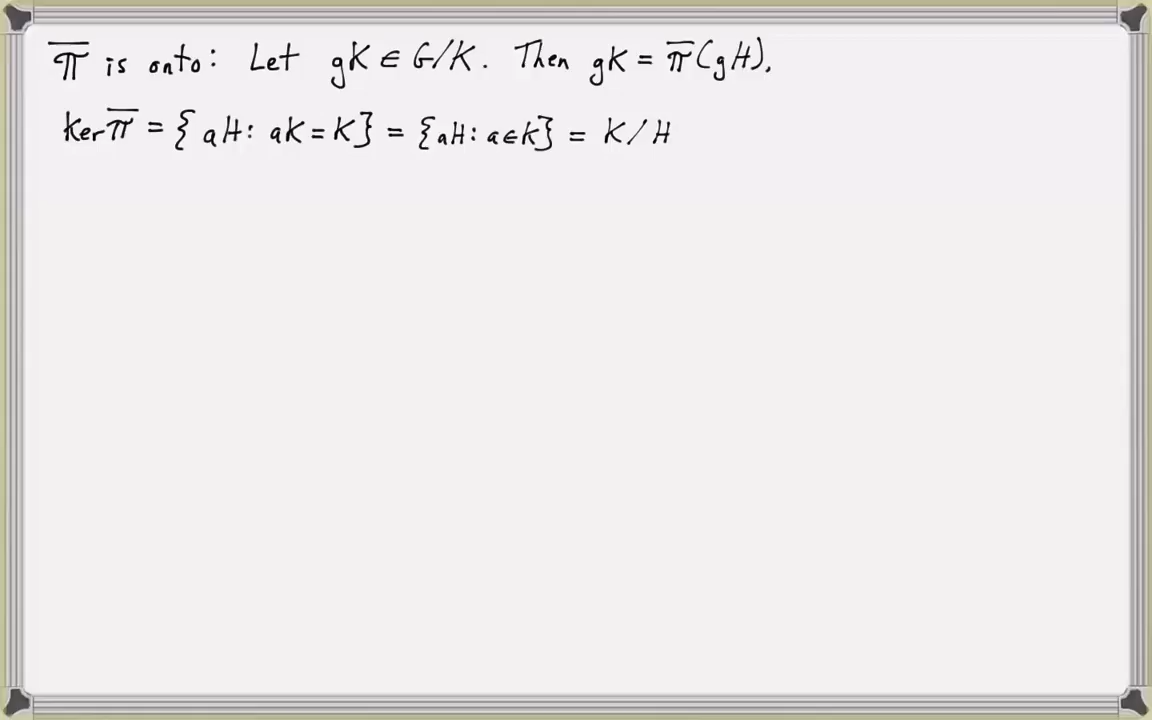 π̅ is onto: Let gK ∈ G/K. Then gK = π̅(gH).
ker π̅ = {aH: aK = K} = {aH: a∈K} = K/H